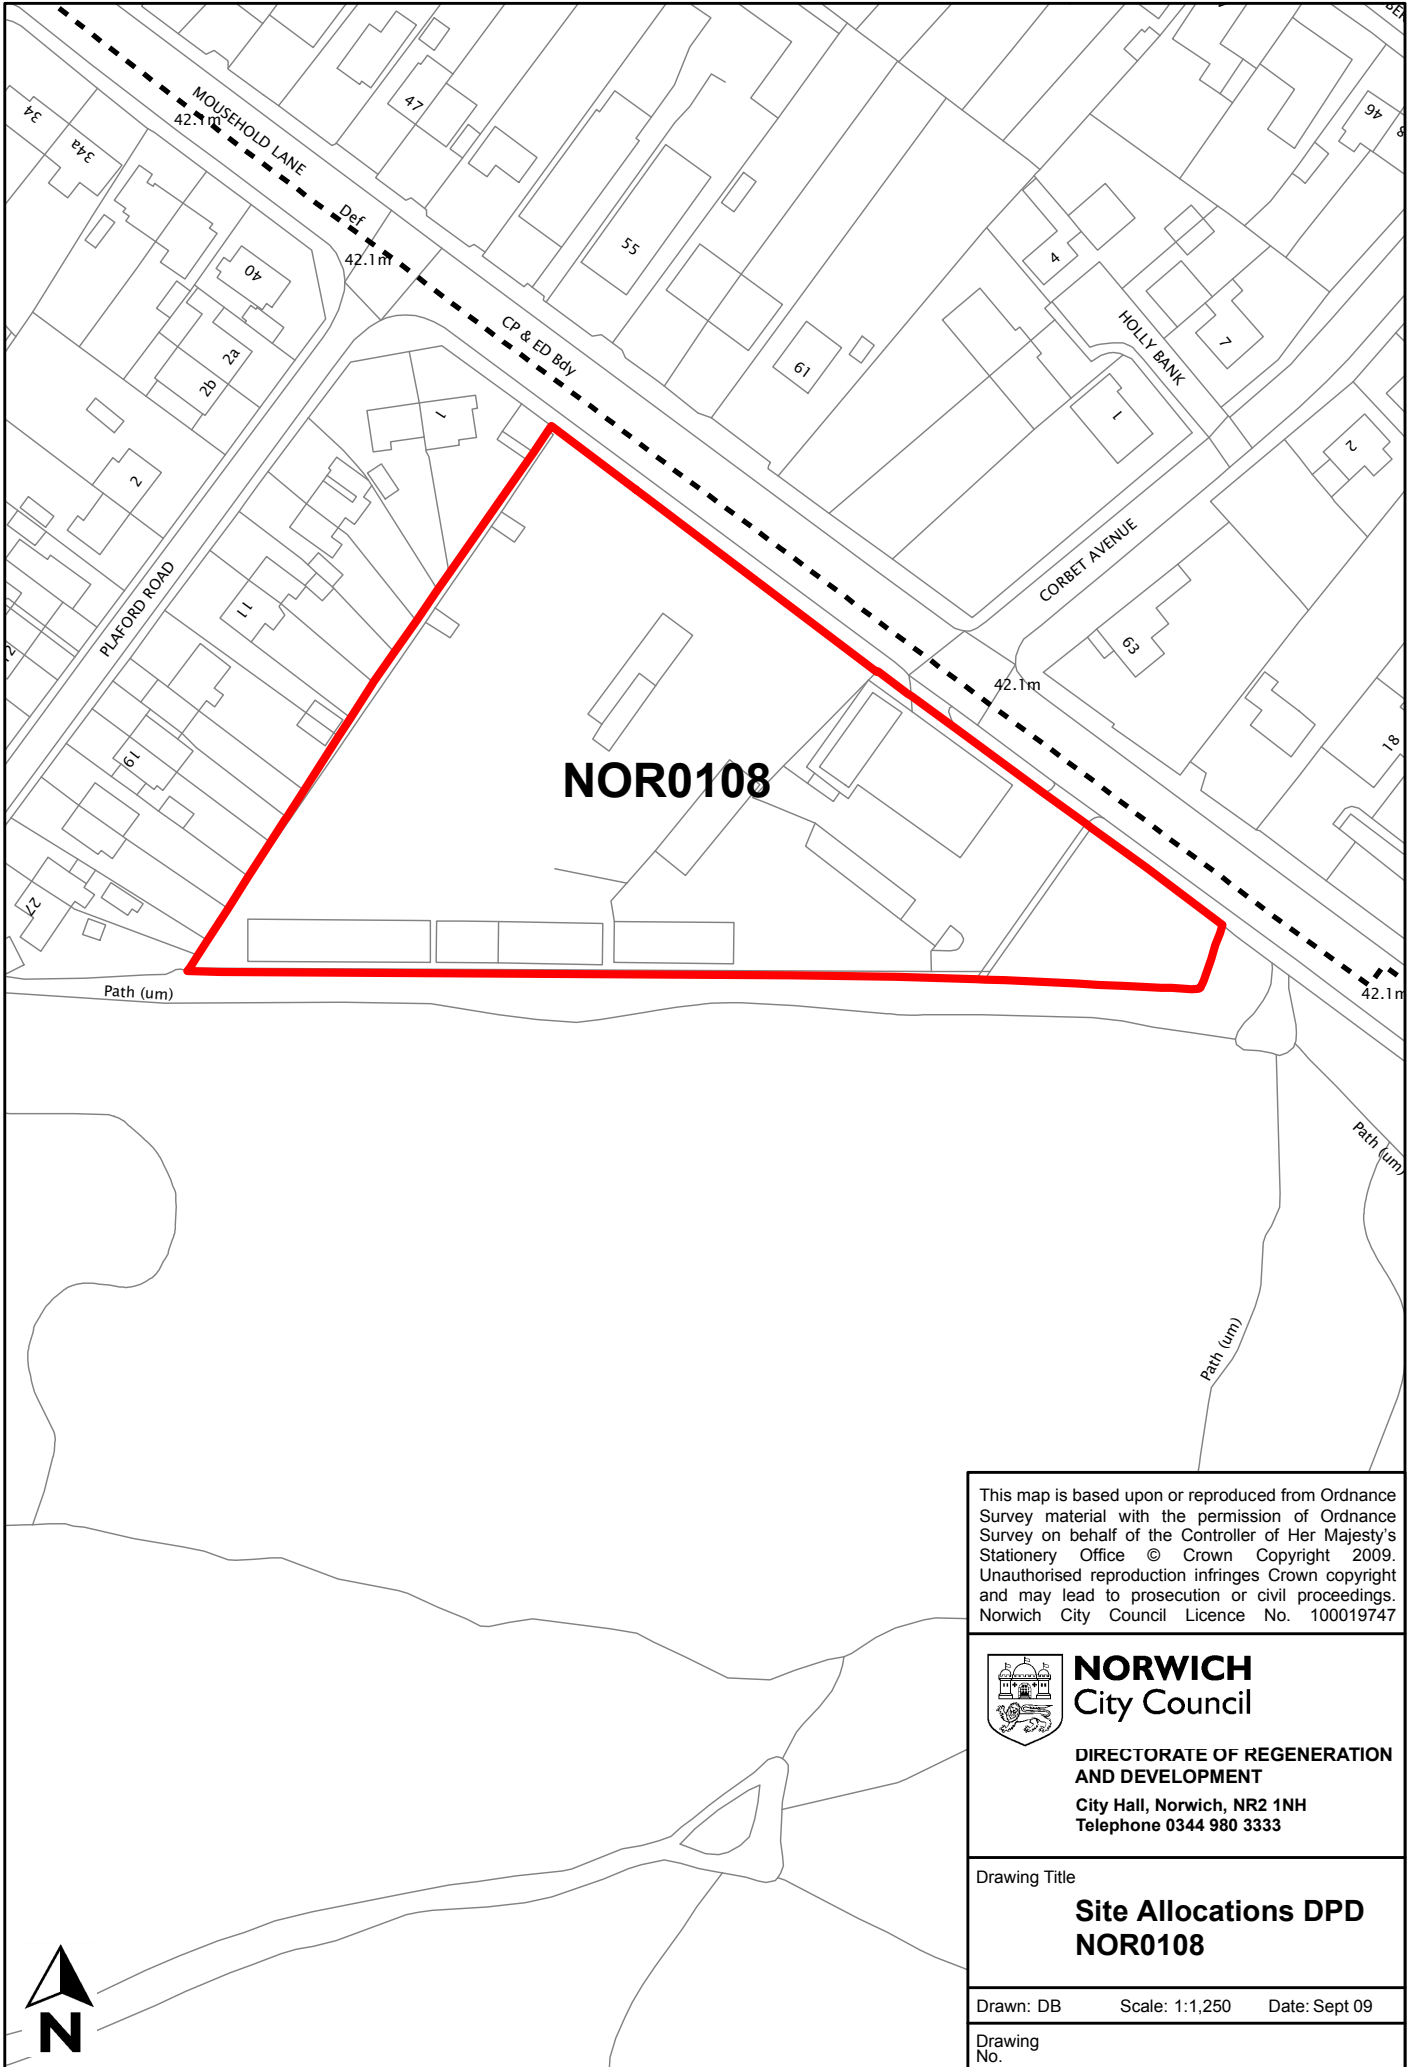 MOUSEHOLD LANE
42.1m
34
34a
47
46
Def
42.1m
40
55
4
CP & ED Bdy
HOLLY BANK
7
2a
2b
61
1
1
2
2
CORBET AVENUE
PLAFORD ROAD
11
63
42.1m
18
19
NOR0108
27
Path (um)
42.1m
Path (um)
Path (um)
This map is based upon or reproduced from Ordnance
Survey material with the permission of Ordnance
Survey on behalf of the Controller of Her Majesty's
Stationery Office © Crown Copyright 2009.
Unauthorised reproduction infringes Crown copyright
and may lead to prosecution or civil proceedings.
Norwich City Council Licence No. 100019747
NORWICH
City Council
DIRECTORATE OF REGENERATION
AND DEVELOPMENT
City Hall, Norwich, NR2 1NH
Telephone 0344 980 3333
Drawing Title
Site Allocations DPD
NOR0108
Drawn: DB Scale: 1:1,250 Date: Sept 09
Drawing
No.
N